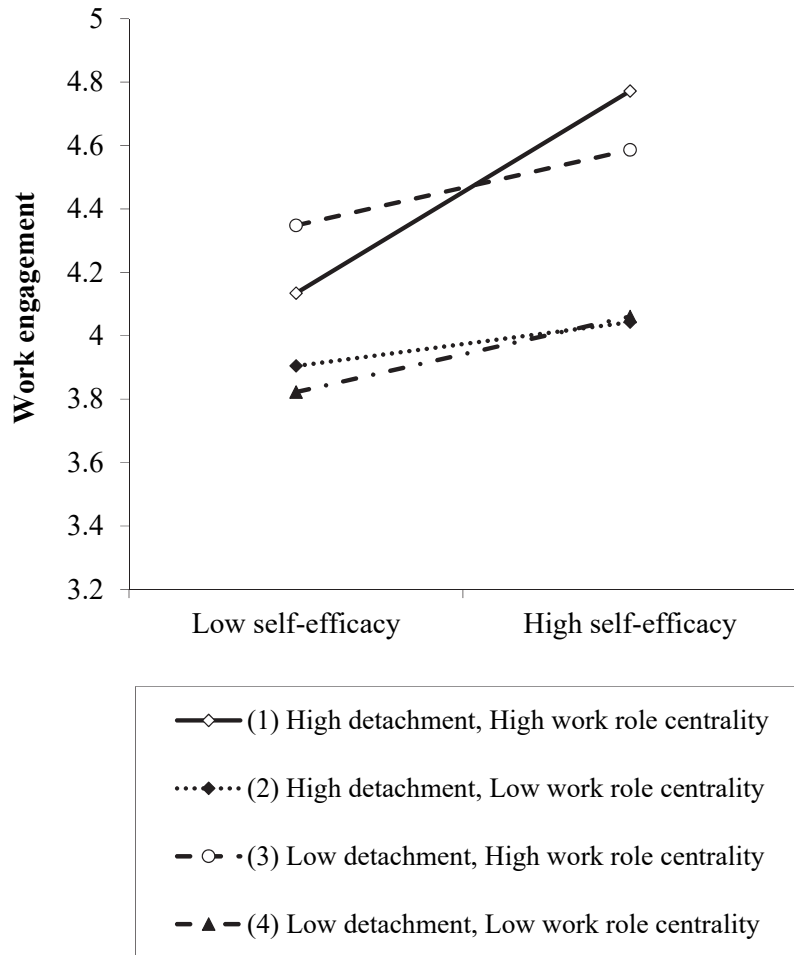 5
4.8
4.6
4.4
4.2
4
3.8
3.6
3.4
3.2
Work engagement
Low self-efficacy High self-efficacy
(1) High detachment, High work role centrality
(2) High detachment, Low work role centrality
(3) Low detachment, High work role centrality
(4) Low detachment, Low work role centrality